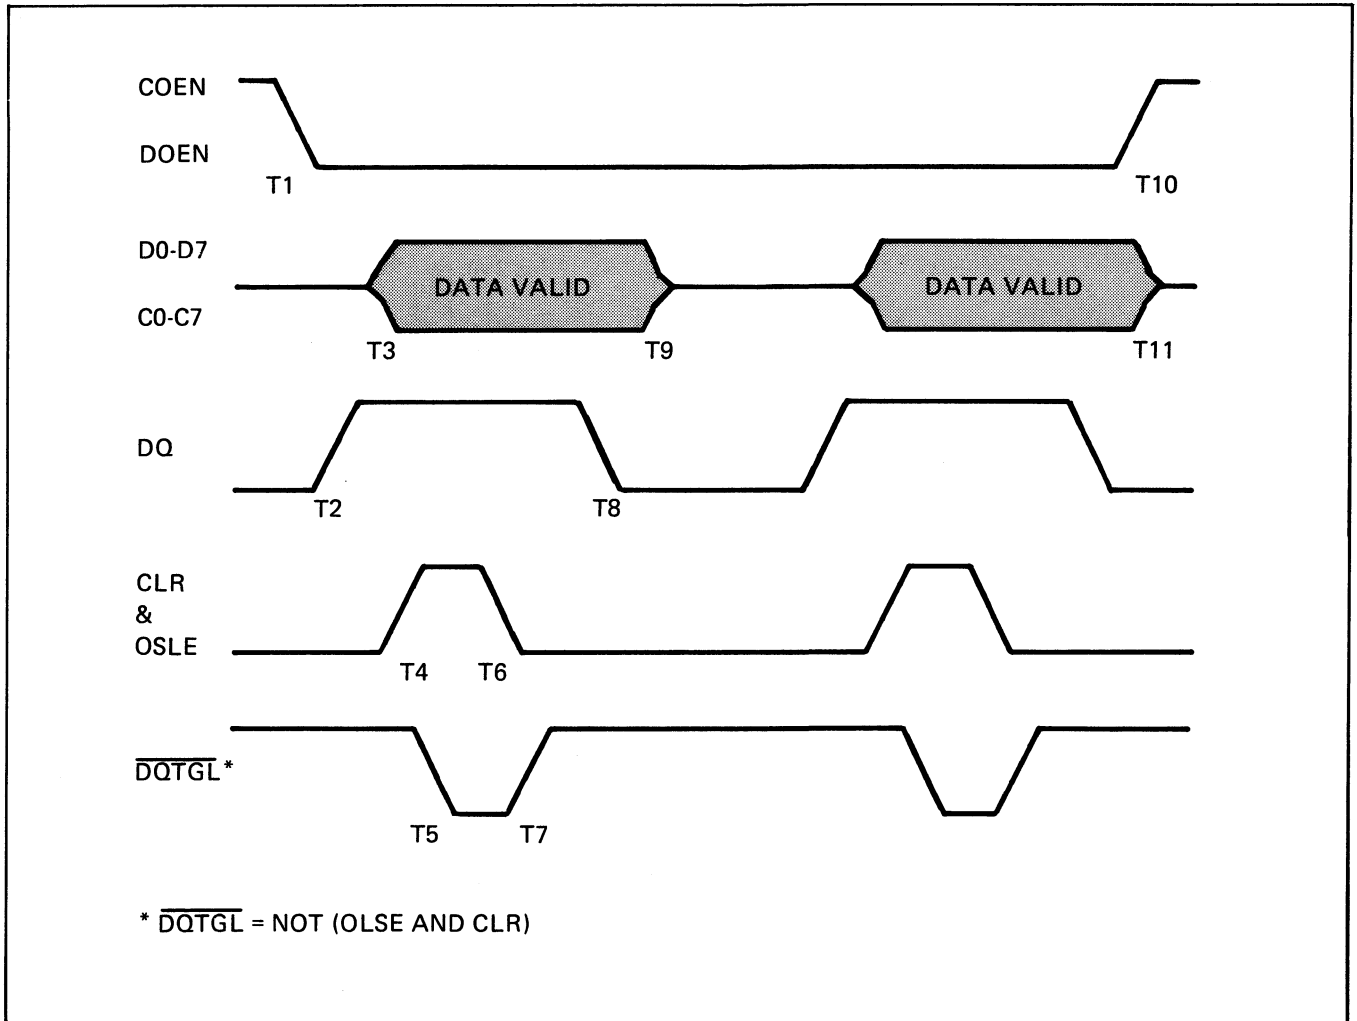 COEN
DOEN
T1 T10
D0-D7
DATA VALID DATA VALID
C0-C7
T3 T9 T11
DQ
T2 T8
CLR
&
OSLE
T4 T6
DQTGL*
T5 T7
* DQTGL = NOT (OLSE AND CLR)